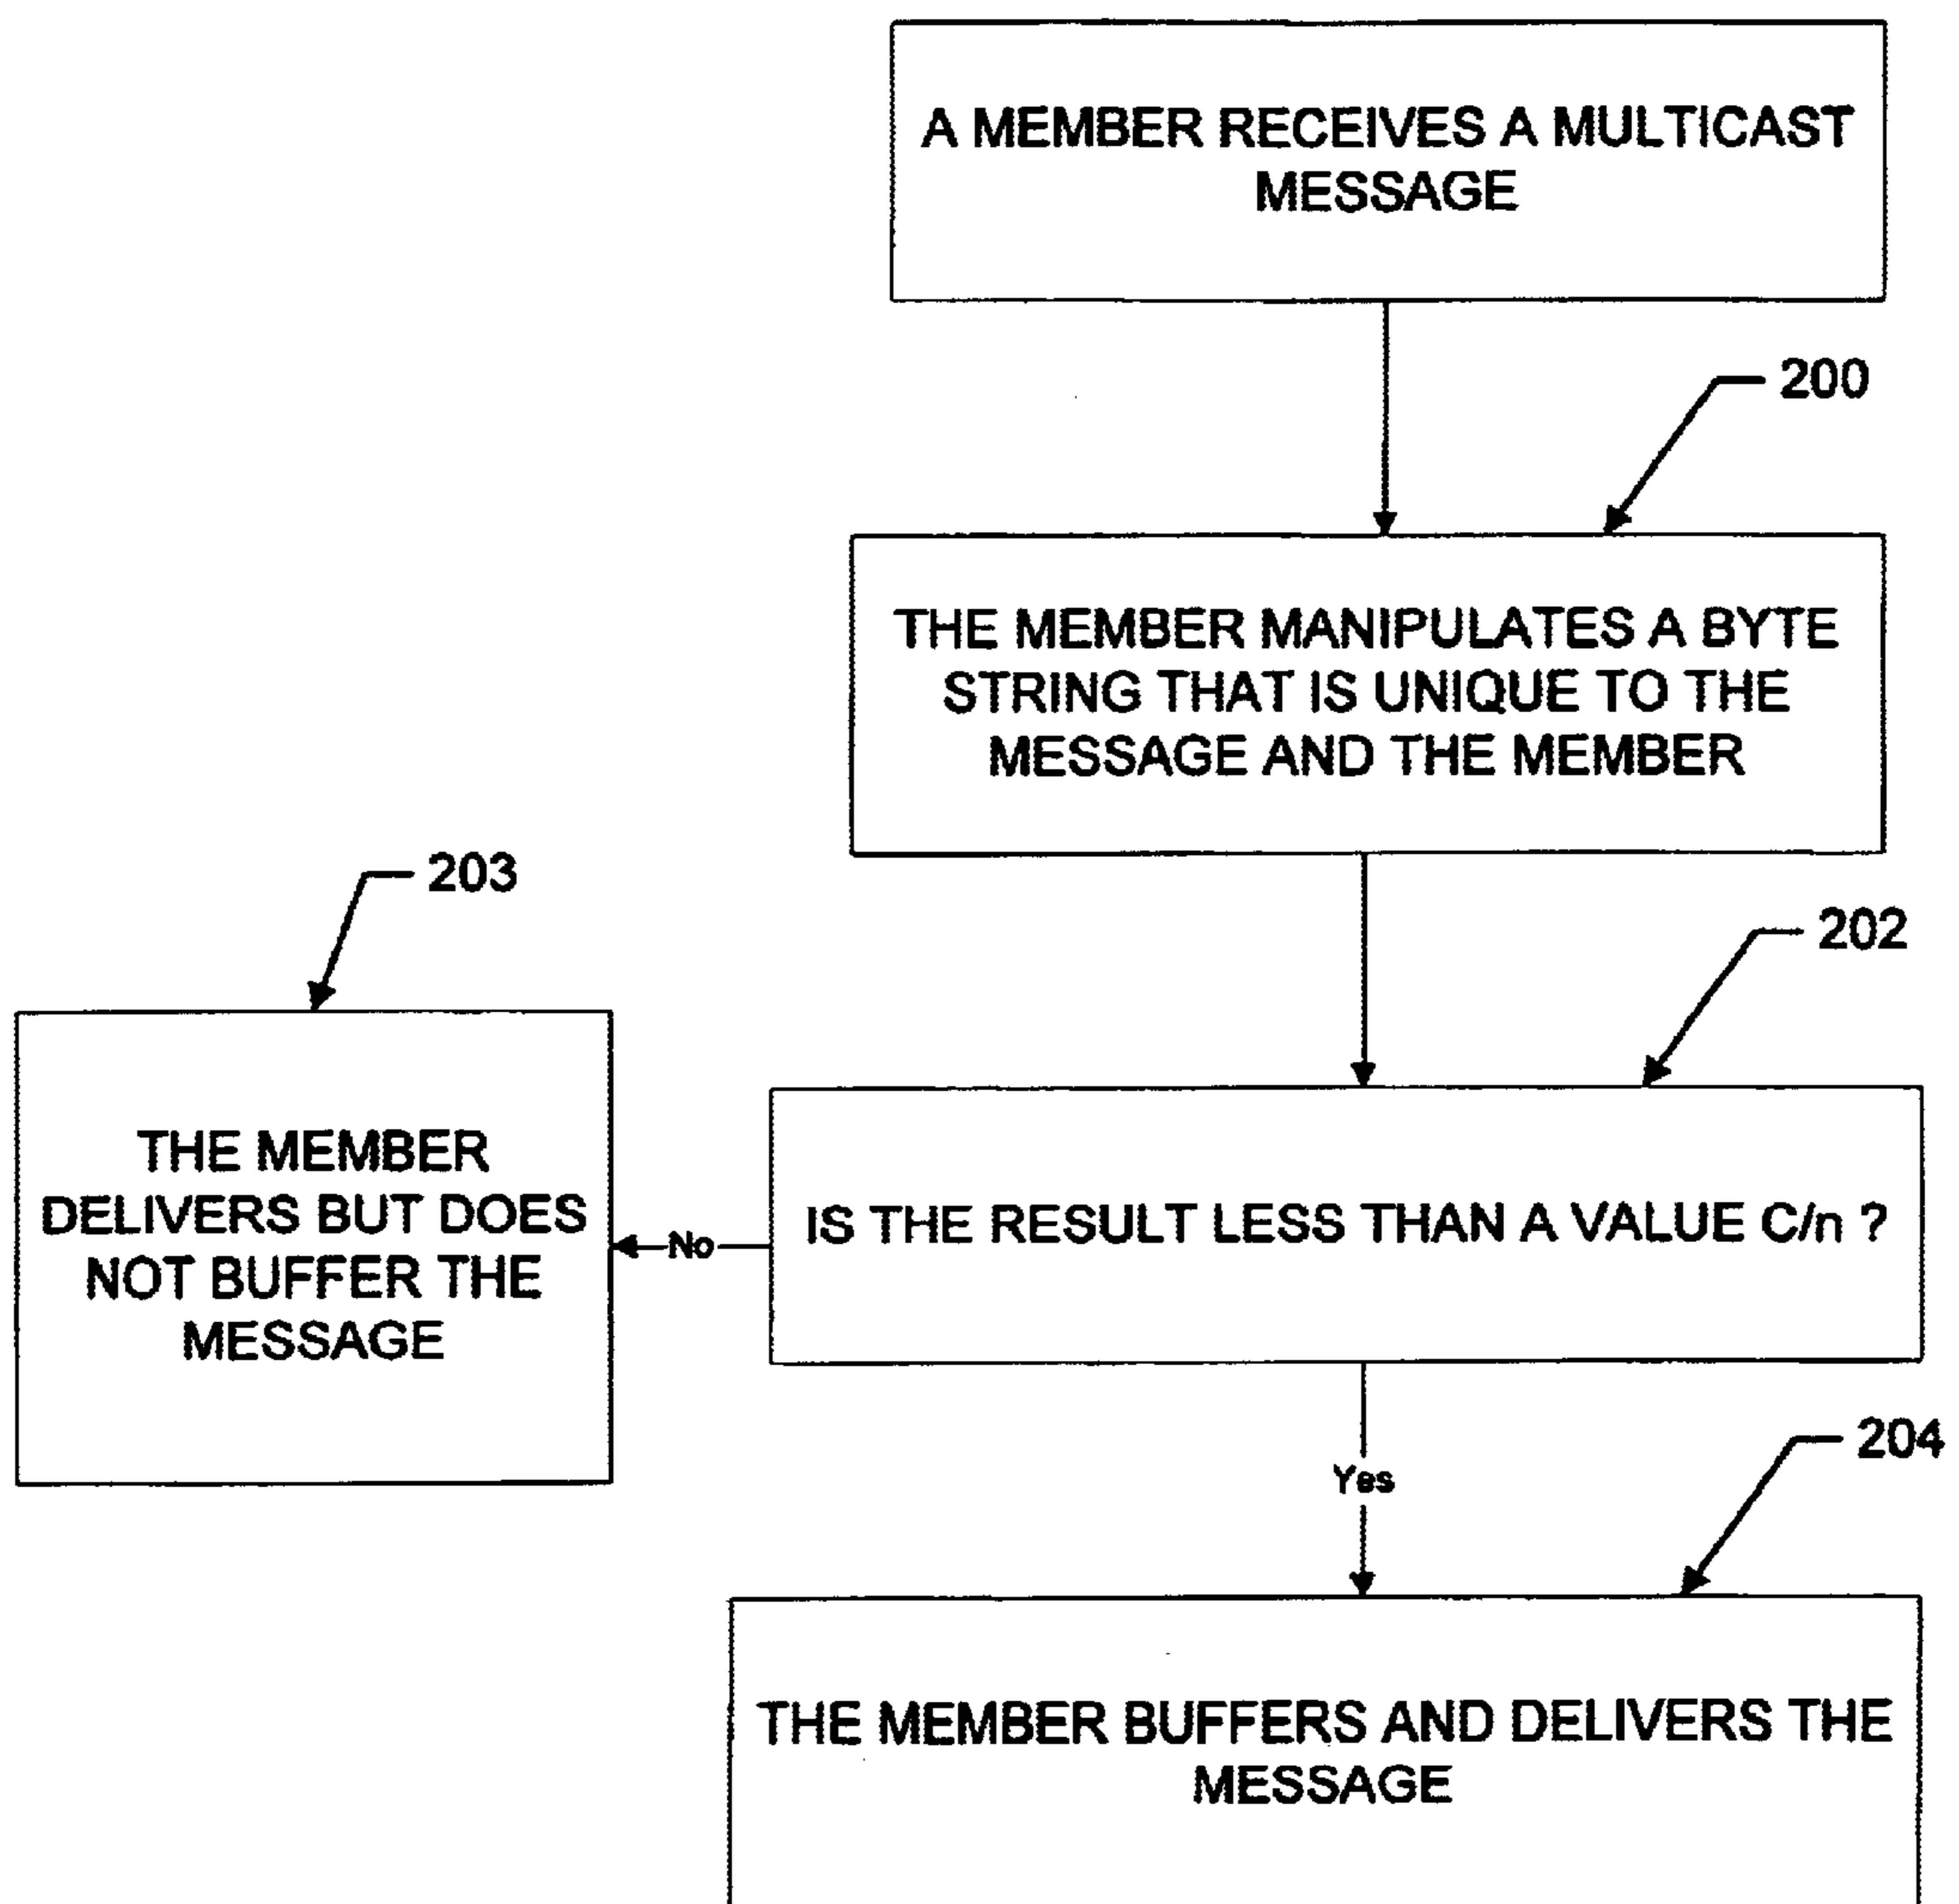 A MEMBER RECEIVES A MULTICAST
MESSAGE
200
THE MEMBER MANIPULATES A BYTE
STRING THAT IS UNIQUE TO THE
MESSAGE AND THE MEMBER
203
202
THE MEMBER
DELIVERS BUT DOES
NOT BUFFER THE
MESSAGE
No
IS THE RESULT LESS THAN A VALUE C/n ?
Yes
204
THE MEMBER BUFFERS AND DELIVERS THE
MESSAGE